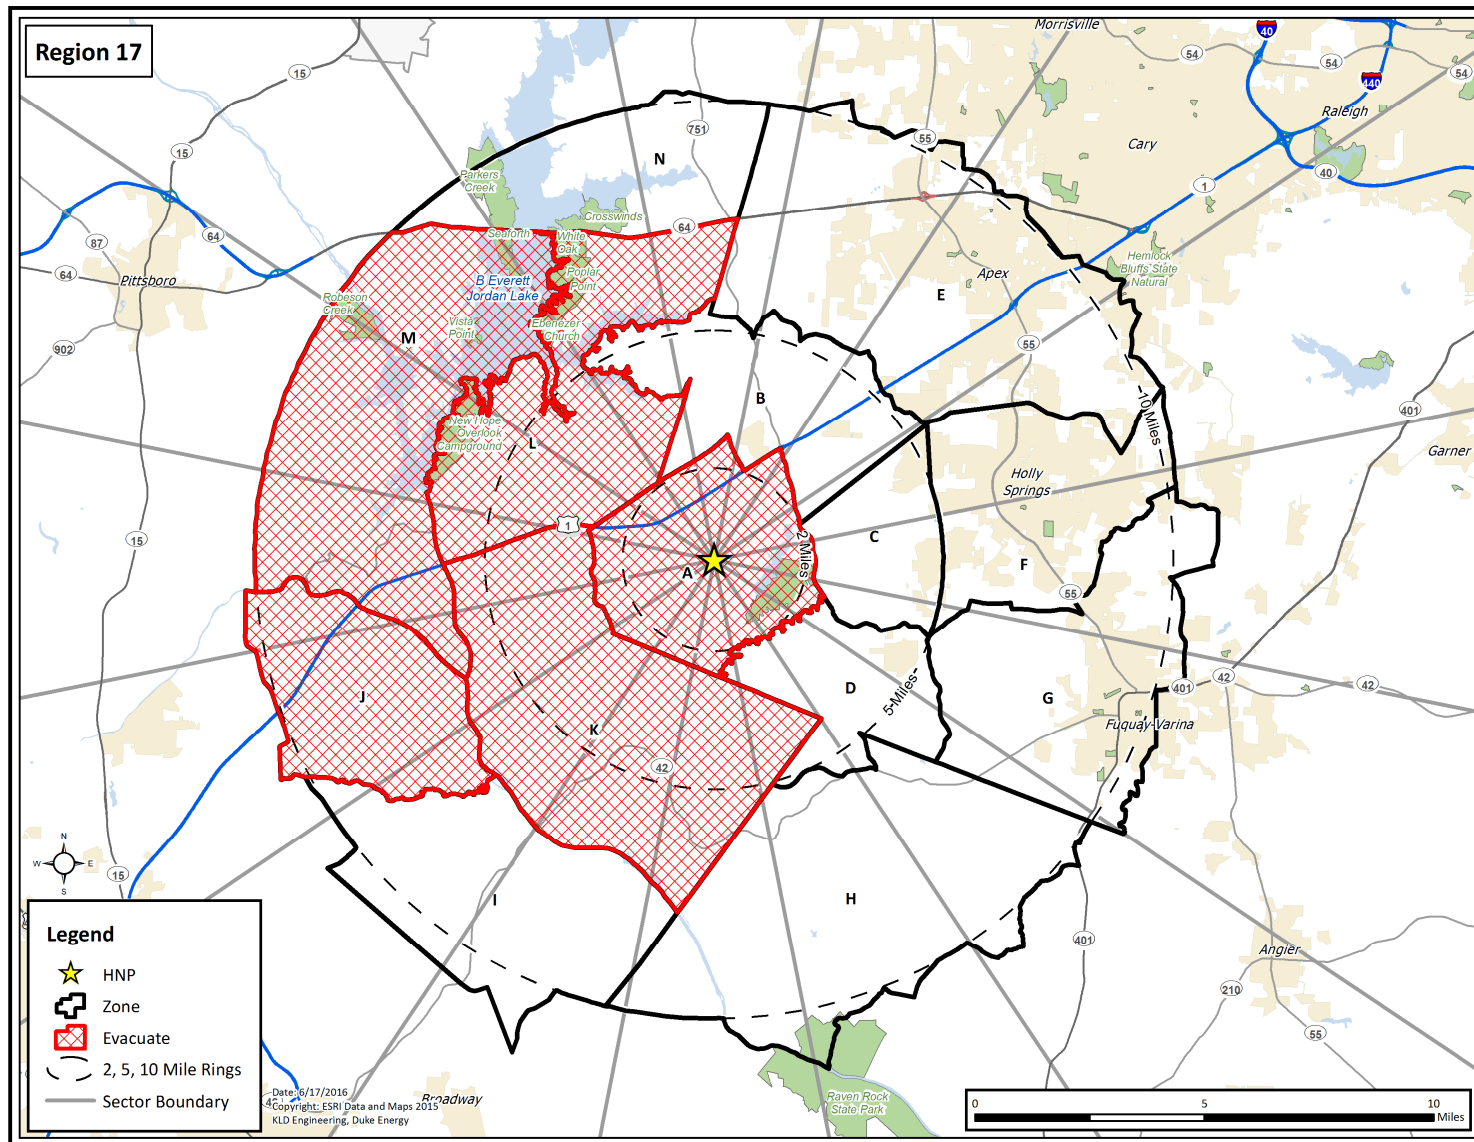 Region 17
Morrisville
40
54
54
54
440
Raleigh
15
751
55
Cary
N
15
40
Parkers
Creek
1
Crosswinds
64
Seaforth
White
Oak
64
87
64
Pittsboro
B Everett
Jordan Lake
Poplar
Point
Apex
Hemlock
Bluffs State
Natural
E
Robeson
Creek
Vista
Point
Ebenezer
Church
M
55
902
B
10 Miles
401
New Hope
Overlook
Campground
L
Garner
Holly
Springs
1
15
2 Miles
C
A
F
55
J
D
5-Miles
G
401
42
42
Fuquay-Varina
K
42
N
W
E
S
15
I
H
Legend
HNP
Zone
Evacuate
2, 5, 10 Mile Rings
Sector Boundary
401
Angier
210
55
Date: 6/17/2016
Copyright: ESRI Data and Maps 2015
KLD Engineering, Duke Energy
Broadway
Raven Rock
State Park
0
5
10
Miles